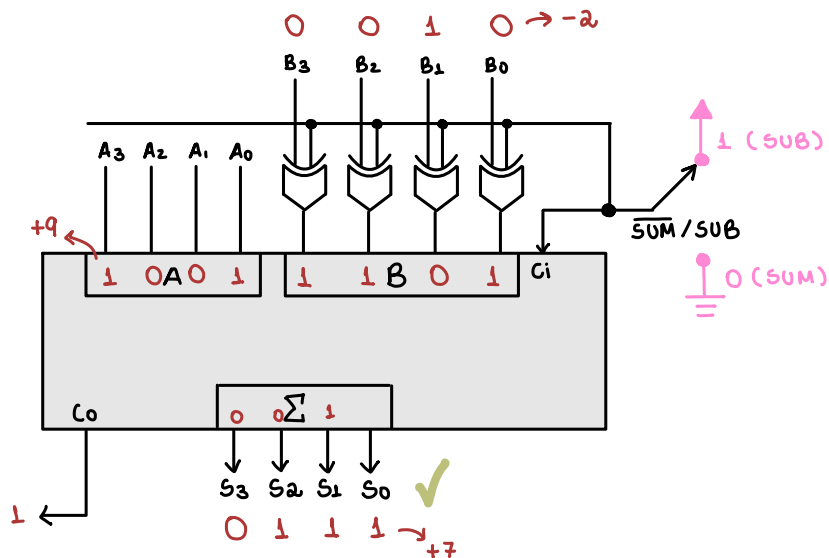 0 0 1 0 → -2
B3 B2 B1 B0
A3 A2 A1 A0
1 (SUB)
+9
S̅U̅M̅/SUB
1 0 A 0 1
1 1 B 0 1
Ci
0 (SUM)
Co
0 0 Σ 1
S3 S2 S1 S0
1
0 1 1 1 → +7